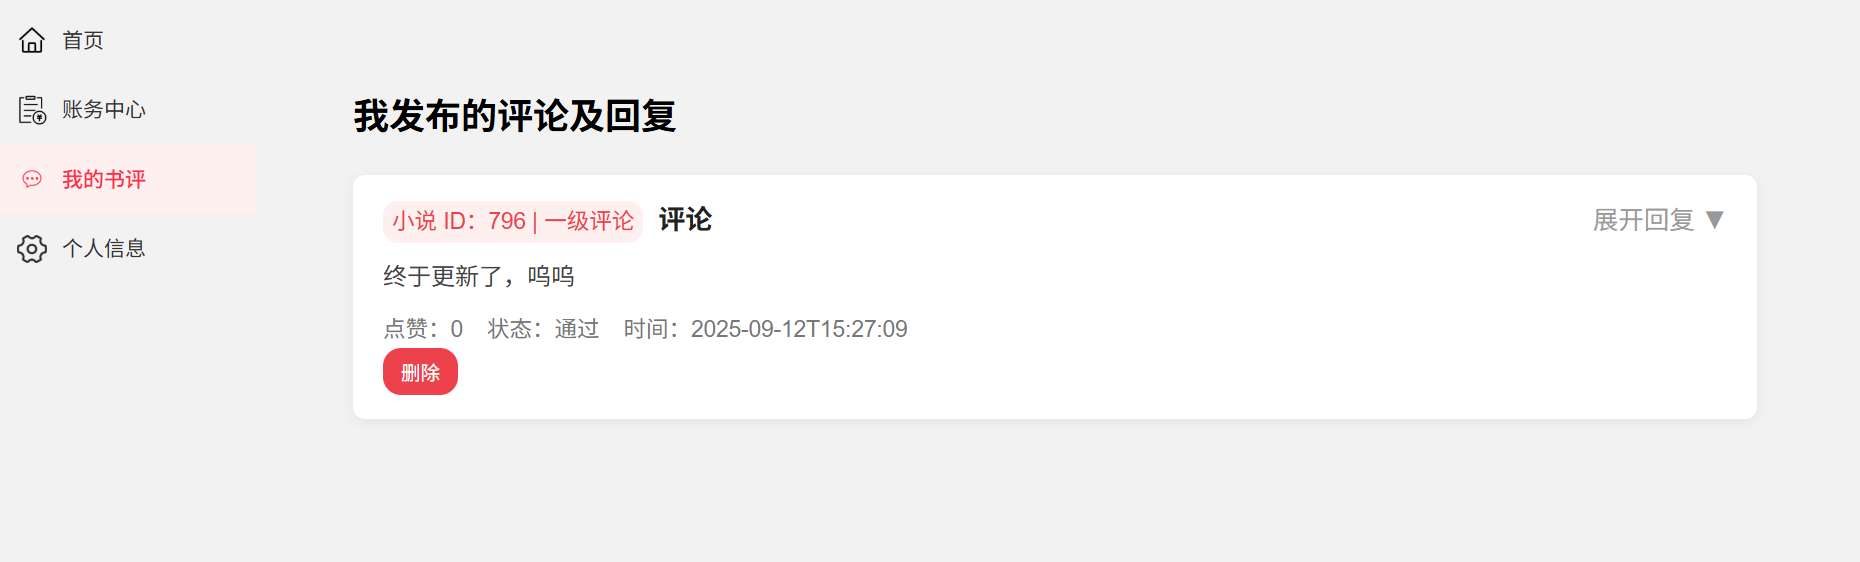 首页
账务中心
我的书评
个人信息
我发布的评论及回复
小说 ID：796 | 一级评论 评论 展开回复 ▼
终于更新了，呜呜
点赞：0 状态：通过 时间：2025-09-12T15:27:09
删除